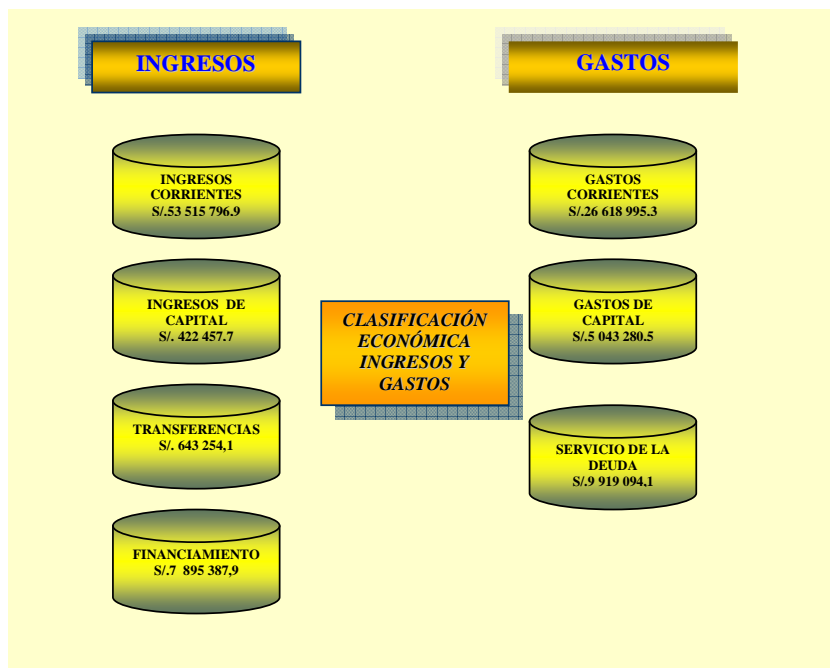 INGRESOS
INGRESOS
CORRIENTES
S/.53 515 796.9
INGRESOS DE
CAPITAL
S/. 422 457.7
TRANSFERENCIAS
S/. 643 254,1
FINANCIAMIENTO
S/.7 895 387,9
CLASIFICACIÓN
ECONÓMICA
INGRESOS Y
GASTOS
GASTOS
GASTOS
CORRIENTES
S/.26 618 995.3
GASTOS DE
CAPITAL
S/.5 043 280.5
SERVICIO DE LA
DEUDA
S/.9 919 094,1